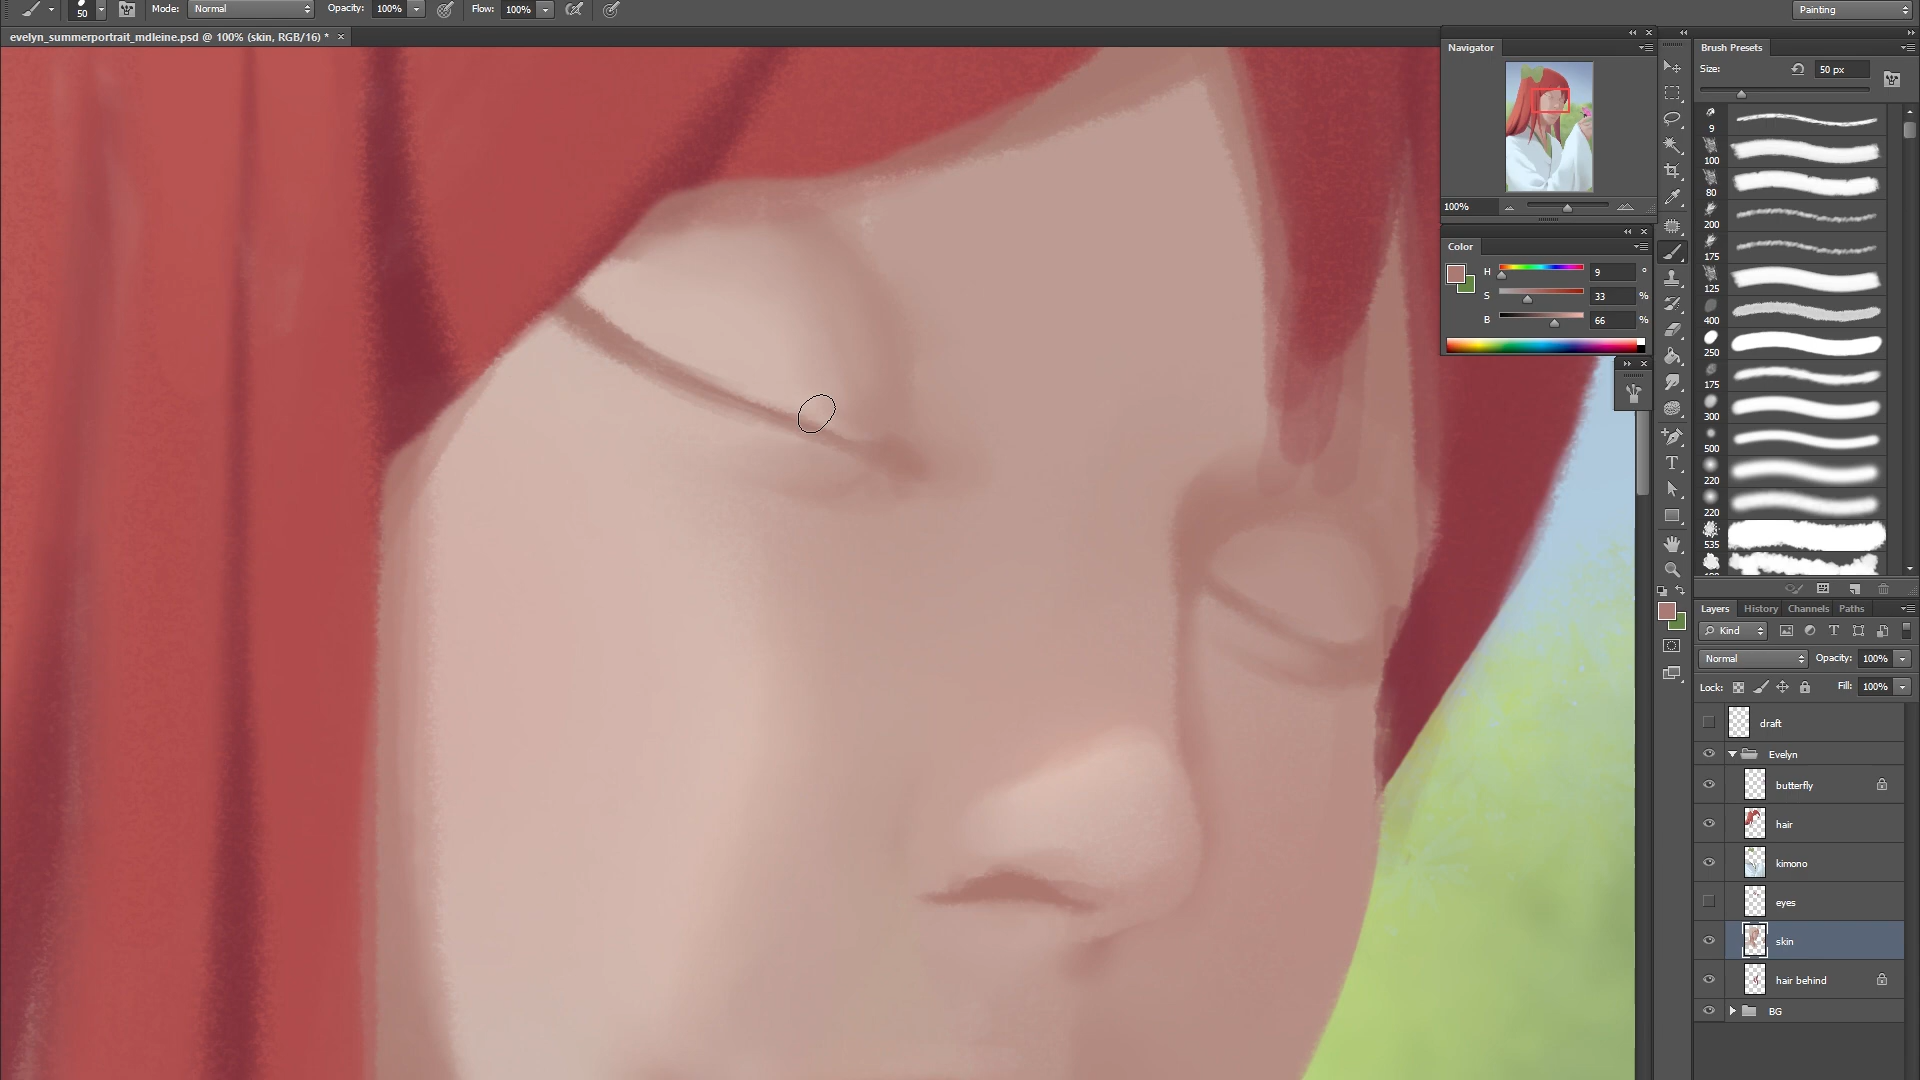 50 Mode: Normal Opacity: 100% Flow: 100% Painting
evelyn_summerportrait_mdleine.psd @ 100% (skin, RGB/16) * ×
Navigator
100%
Color
H 9 °
S 33 %
B 66 %
Brush Presets
Size: 50 px
9
100
80
200
175
125
400
250
175
300
500
220
220
535
Layers History Channels Paths
Kind
Normal Opacity: 100%
Lock: Fill: 100%
draft
Evelyn
butterfly
hair
kimono
eyes
skin
hair behind
BG